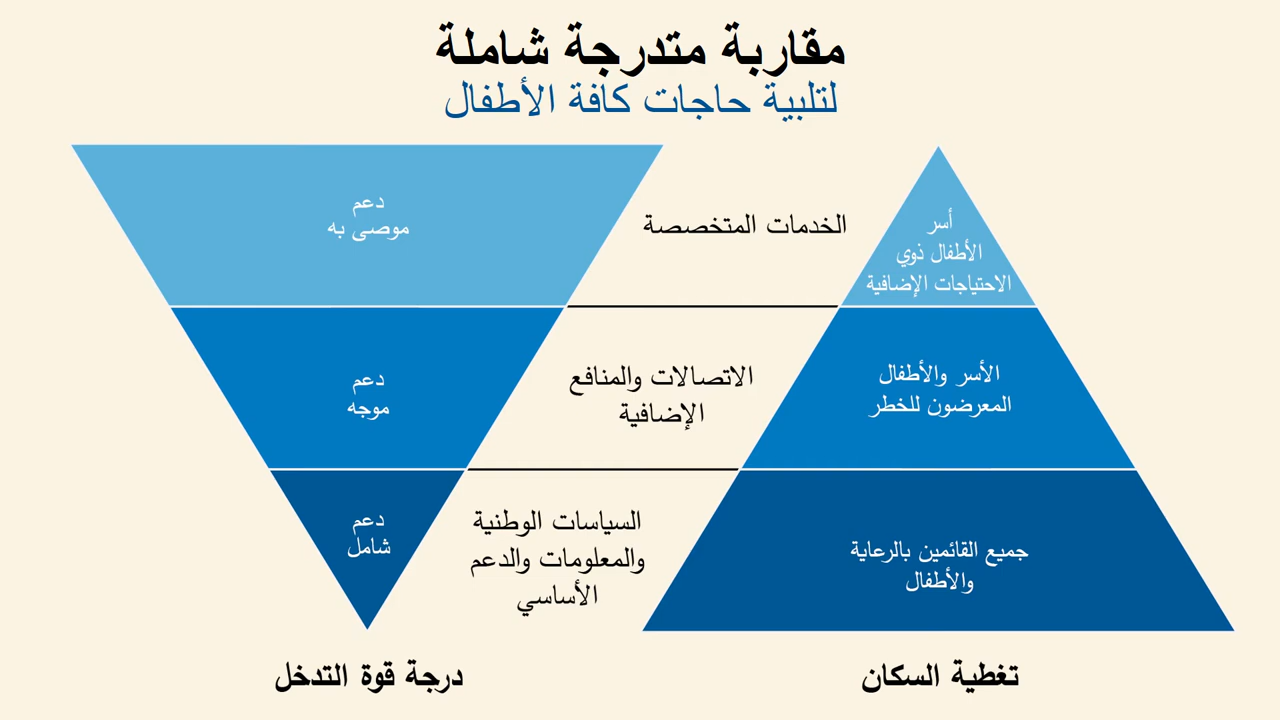 مقاربة متدرجة شاملة
لتلبية حاجات كافة الأطفال
أسر
الأطفال ذوي
الاحتياجات الإضافية
الخدمات المتخصصة
دعم
موصى به
الأسر والأطفال
المعرضون للخطر
الاتصالات والمنافع
الإضافية
دعم
موجه
جميع القائمين بالرعاية
والأطفال
السياسات الوطنية
والمعلومات والدعم
الأساسي
دعم
شامل
تغطية السكان
درجة قوة التدخل